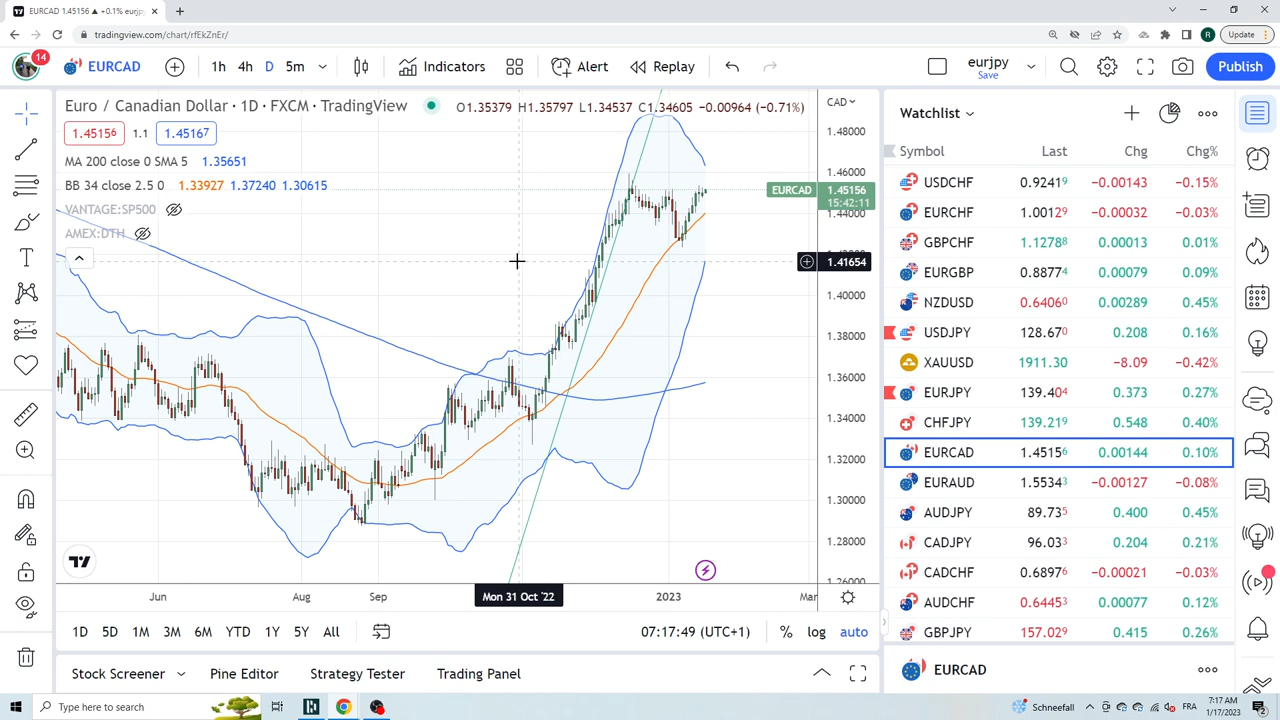 EURCAD 1.45156 ▲ +0.1% eurjpy
tradingview.com/chart/rfEkZnEr/
Update
14
EURCAD
1h 4h D 5m
Indicators
Alert
Replay
eurjpy
Save
Publish
Euro / Canadian Dollar · 1D · FXCM · TradingView
O1.35379 H1.35797 L1.34537 C1.34605 −0.00964 (−0.71%)
CAD
1.45156 1.1 1.45167
MA 200 close 0 SMA 5 1.35651
BB 34 close 2.5 0 1.33927 1.37240 1.30615
VANTAGE:SP500
AMEX:DTH
1.48000
1.46000
EURCAD 1.45156
15:42:11
1.44000
1.41654
1.40000
1.38000
1.36000
1.34000
1.32000
1.30000
1.28000
1.26000
Jun Aug Sep Mon 31 Oct '22 2023 Mar
1D 5D 1M 3M 6M YTD 1Y 5Y All
07:17:49 (UTC+1) % log auto
Stock Screener Pine Editor Strategy Tester Trading Panel
Watchlist
Symbol Last Chg Chg%
USDCHF 0.92419 −0.00143 −0.15%
EURCHF 1.00129 −0.00032 −0.03%
GBPCHF 1.12788 0.00013 0.01%
EURGBP 0.88774 0.00079 0.09%
NZDUSD 0.64060 0.00289 0.45%
USDJPY 128.670 0.208 0.16%
XAUUSD 1911.30 −8.09 −0.42%
EURJPY 139.404 0.373 0.27%
CHFJPY 139.219 0.548 0.40%
EURCAD 1.45156 0.00144 0.10%
EURAUD 1.55343 −0.00127 −0.08%
AUDJPY 89.735 0.400 0.45%
CADJPY 96.033 0.204 0.21%
CADCHF 0.68976 −0.00021 −0.03%
AUDCHF 0.64453 0.00077 0.12%
GBPJPY 157.029 0.415 0.26%
EURCAD
Type here to search
Schneefall
FRA
7:17 AM
1/17/2023
2